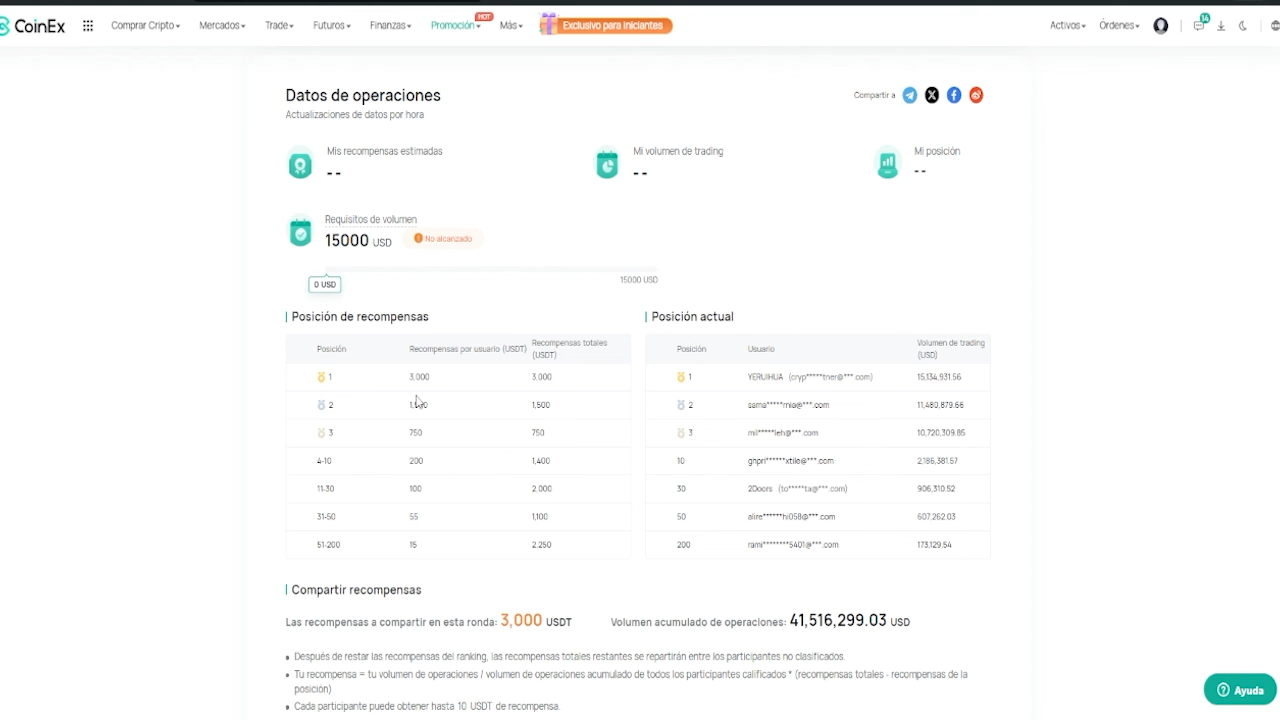 CoinEx Comprar Cripto Mercados Trade Futuros Finanzas Promoción HOT Más Exclusivo para Iniciantes Activos Órdenes 14
Datos de operaciones
Compartir a
Actualizaciones de datos por hora
Mis recompensas estimadas Mi volumen de trading Mi posición
-- -- --
Requisitos de volumen
15000 USD No alcanzado
0 USD 15000 USD
Posición de recompensas
Posición Recompensas por usuario (USDT) Recompensas totales (USDT)
1 3,000 3,000
2 1,500
3 750 750
4-10 200 1,400
11-30 100 2,000
31-50 55 1,100
51-200 15 2,250
Posición actual
Posición Usuario Volumen de trading (USD)
1 YERUIHUA (cryp*****tner@***.com) 15,134,931.56
2 sama*****rnia@***.com 11,480,879.66
3 mil*****leh@***.com 10,720,309.85
10 ghpri******xtile@***.com 2,186,381.57
30 2Doors (to*****ta@***.com) 906,310.52
50 alire******hi058@***.com 607,262.03
200 rami********5401@***.com 173,129.54
Compartir recompensas
Las recompensas a compartir en esta ronda: 3,000 USDT Volumen acumulado de operaciones: 41,516,299.03 USD
Después de restar las recompensas del ranking, las recompensas totales restantes se repartirán entre los participantes no clasificados.
Tu recompensa = tu volumen de operaciones / volumen de operaciones acumulado de todos los participantes calificados * (recompensas totales - recompensas de la
posición)
Cada participante puede obtener hasta 10 USDT de recompensa.
Ayuda